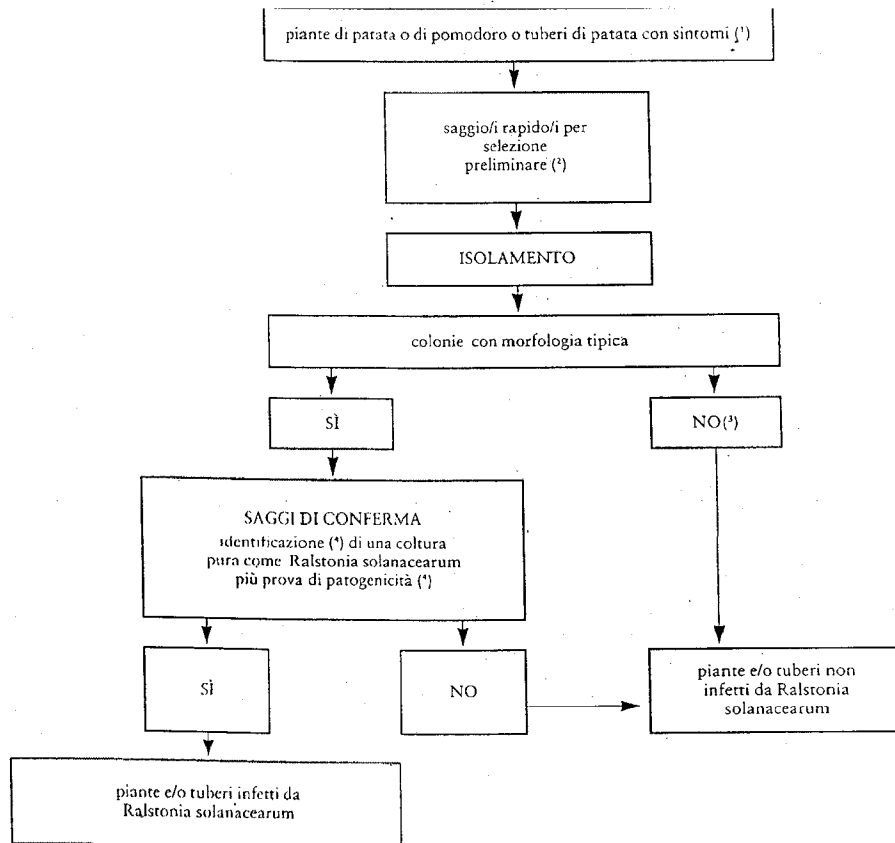 piante di patata o di pomodoro o tuberi di patata con sintomi (¹)
saggio/i rapido/i per
selezione
preliminare (²)
ISOLAMENTO
colonie con morfologia tipica
SÌ
NO(³)
SAGGI DI CONFERMA
identificazione (⁴) di una coltura
pura come Ralstonia solanacearum
più prova di patogenicità (⁴)
SÌ
NO
piante e/o tuberi non
infetti da Ralstonia
solanacearum
piante e/o tuberi infetti da
Ralstonia solanacearum